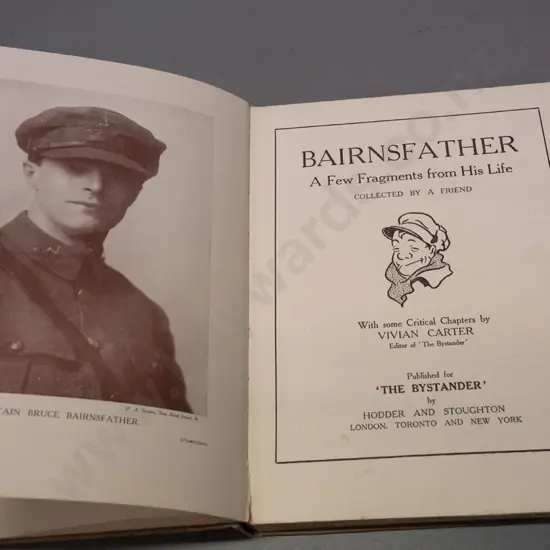 TAIN BRUCE BAIRNSFATHER.
[Frontispiece.
BAIRNSFATHER
A Few Fragments from His Life
COLLECTED BY A FRIEND
With some Critical Chapters by
VIVIAN CARTER
Editor of 'The Bystander'
Published for
'THE BYSTANDER'
by
HODDER AND STOUGHTON
LONDON, TORONTO AND NEW YORK